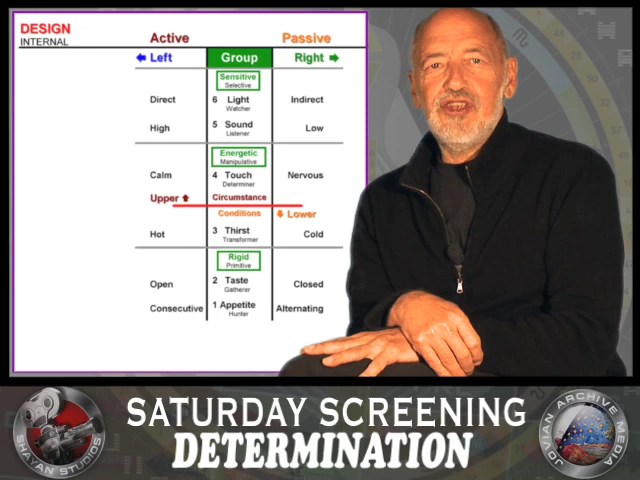 DESIGN
INTERNAL
Active Passive
Left Group Right
Sensitive
Selective
Direct 6 Light Indirect
Watcher
High 5 Sound Low
Listener
Energetic
Manipulative
Calm 4 Touch Nervous
Determiner
Upper Circumstance
Conditions Lower
Hot 3 Thirst Cold
Transformer
Rigid
Primitive
Open 2 Taste Closed
Gatherer
Consecutive 1 Appetite Alternating
Hunter
SATURDAY SCREENING
DETERMINATION
SHAYAN STUDIOS
JOVIAN ARCHIVE MEDIA